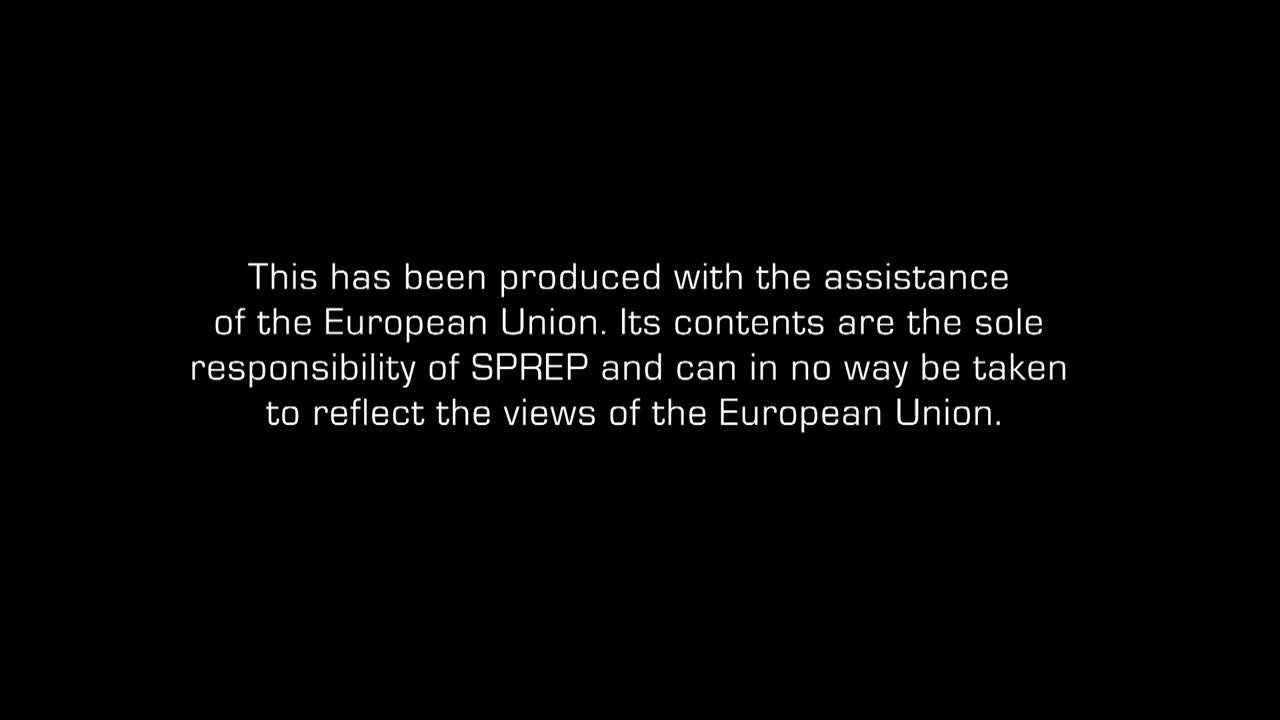 This has been produced with the assistance
of the European Union. Its contents are the sole
responsibility of SPREP and can in no way be taken
to reflect the views of the European Union.